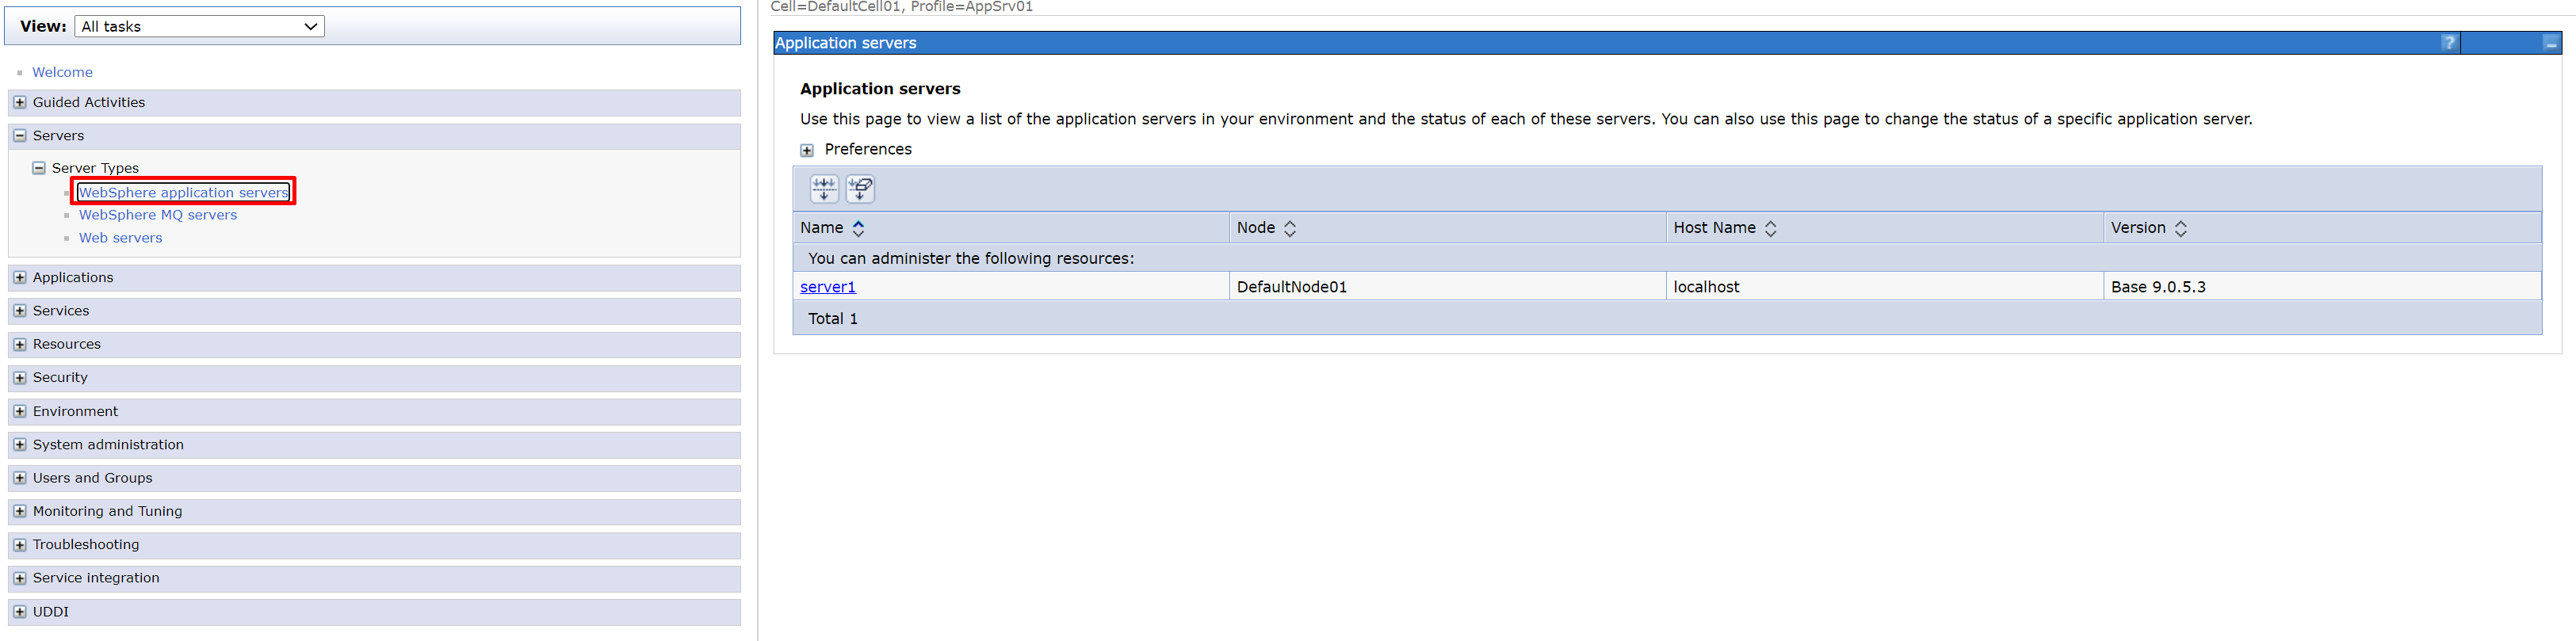 View: All tasks
Welcome
Guided Activities
Servers
Server Types
WebSphere application servers
WebSphere MQ servers
Web servers
Applications
Services
Resources
Security
Environment
System administration
Users and Groups
Monitoring and Tuning
Troubleshooting
Service integration
UDDI
Cell=DefaultCell01, Profile=AppSrv01
Application servers ?
Application servers
Use this page to view a list of the application servers in your environment and the status of each of these servers. You can also use this page to change the status of a specific application server.
Preferences
Name Node Host Name Version
You can administer the following resources:
server1 DefaultNode01 localhost Base 9.0.5.3
Total 1